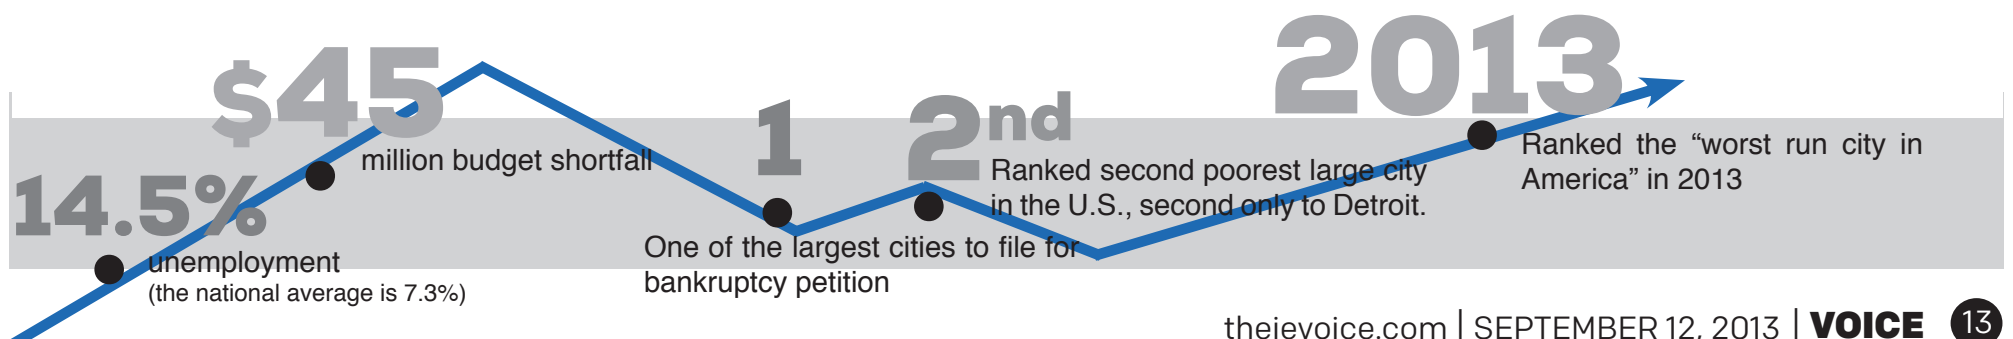 14.5%
unemployment
(the national average is 7.3%)
$45
million budget shortfall
1
One of the largest cities to file for
bankruptcy petition
2nd
Ranked second poorest large city
in the U.S., second only to Detroit.
2013
Ranked the “worst run city in
America” in 2013
theievoice.com | SEPTEMBER 12, 2013 | VOICE 13